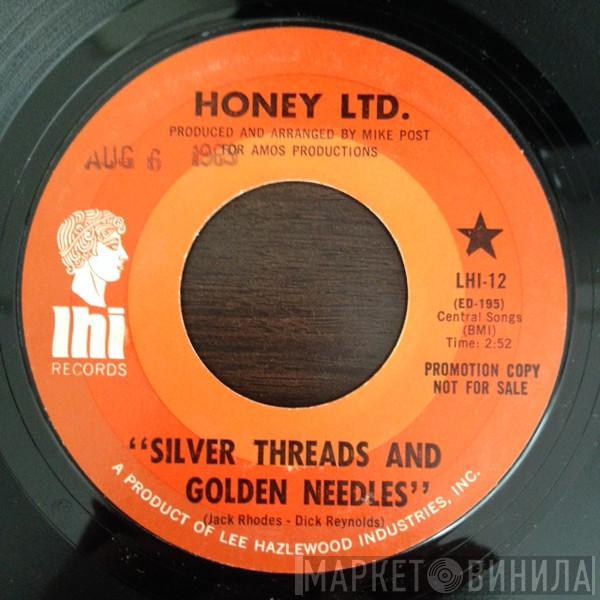 HONEY LTD.
PRODUCED AND ARRANGED BY MIKE POST
FOR AMOS PRODUCTIONS
AUG 6 1969
lhi
RECORDS
LHI-12
(ED-195)
Central Songs
(BMI)
Time: 2:52
PROMOTION COPY
NOT FOR SALE
"SILVER THREADS AND
GOLDEN NEEDLES"
(Jack Rhodes - Dick Reynolds)
A PRODUCT OF LEE HAZLEWOOD INDUSTRIES, INC.
МАРКЕТ ВИНИЛА